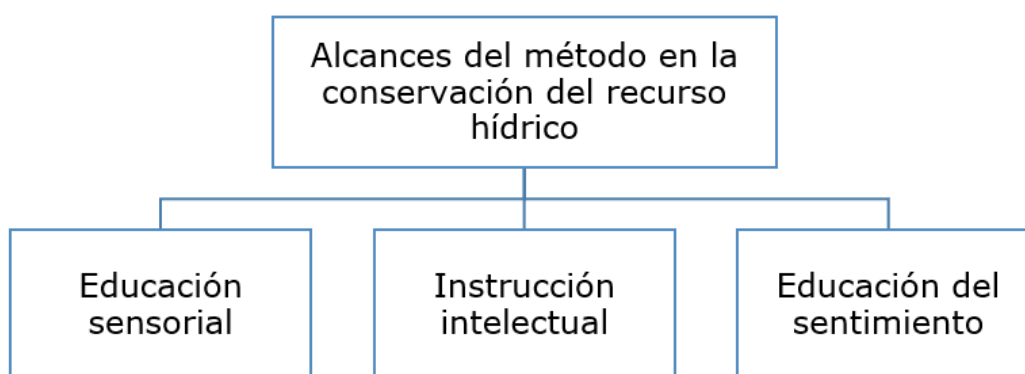 Alcances del método en la
conservación del recurso
hídrico
Educación
sensorial
Instrucción
intelectual
Educación del
sentimiento